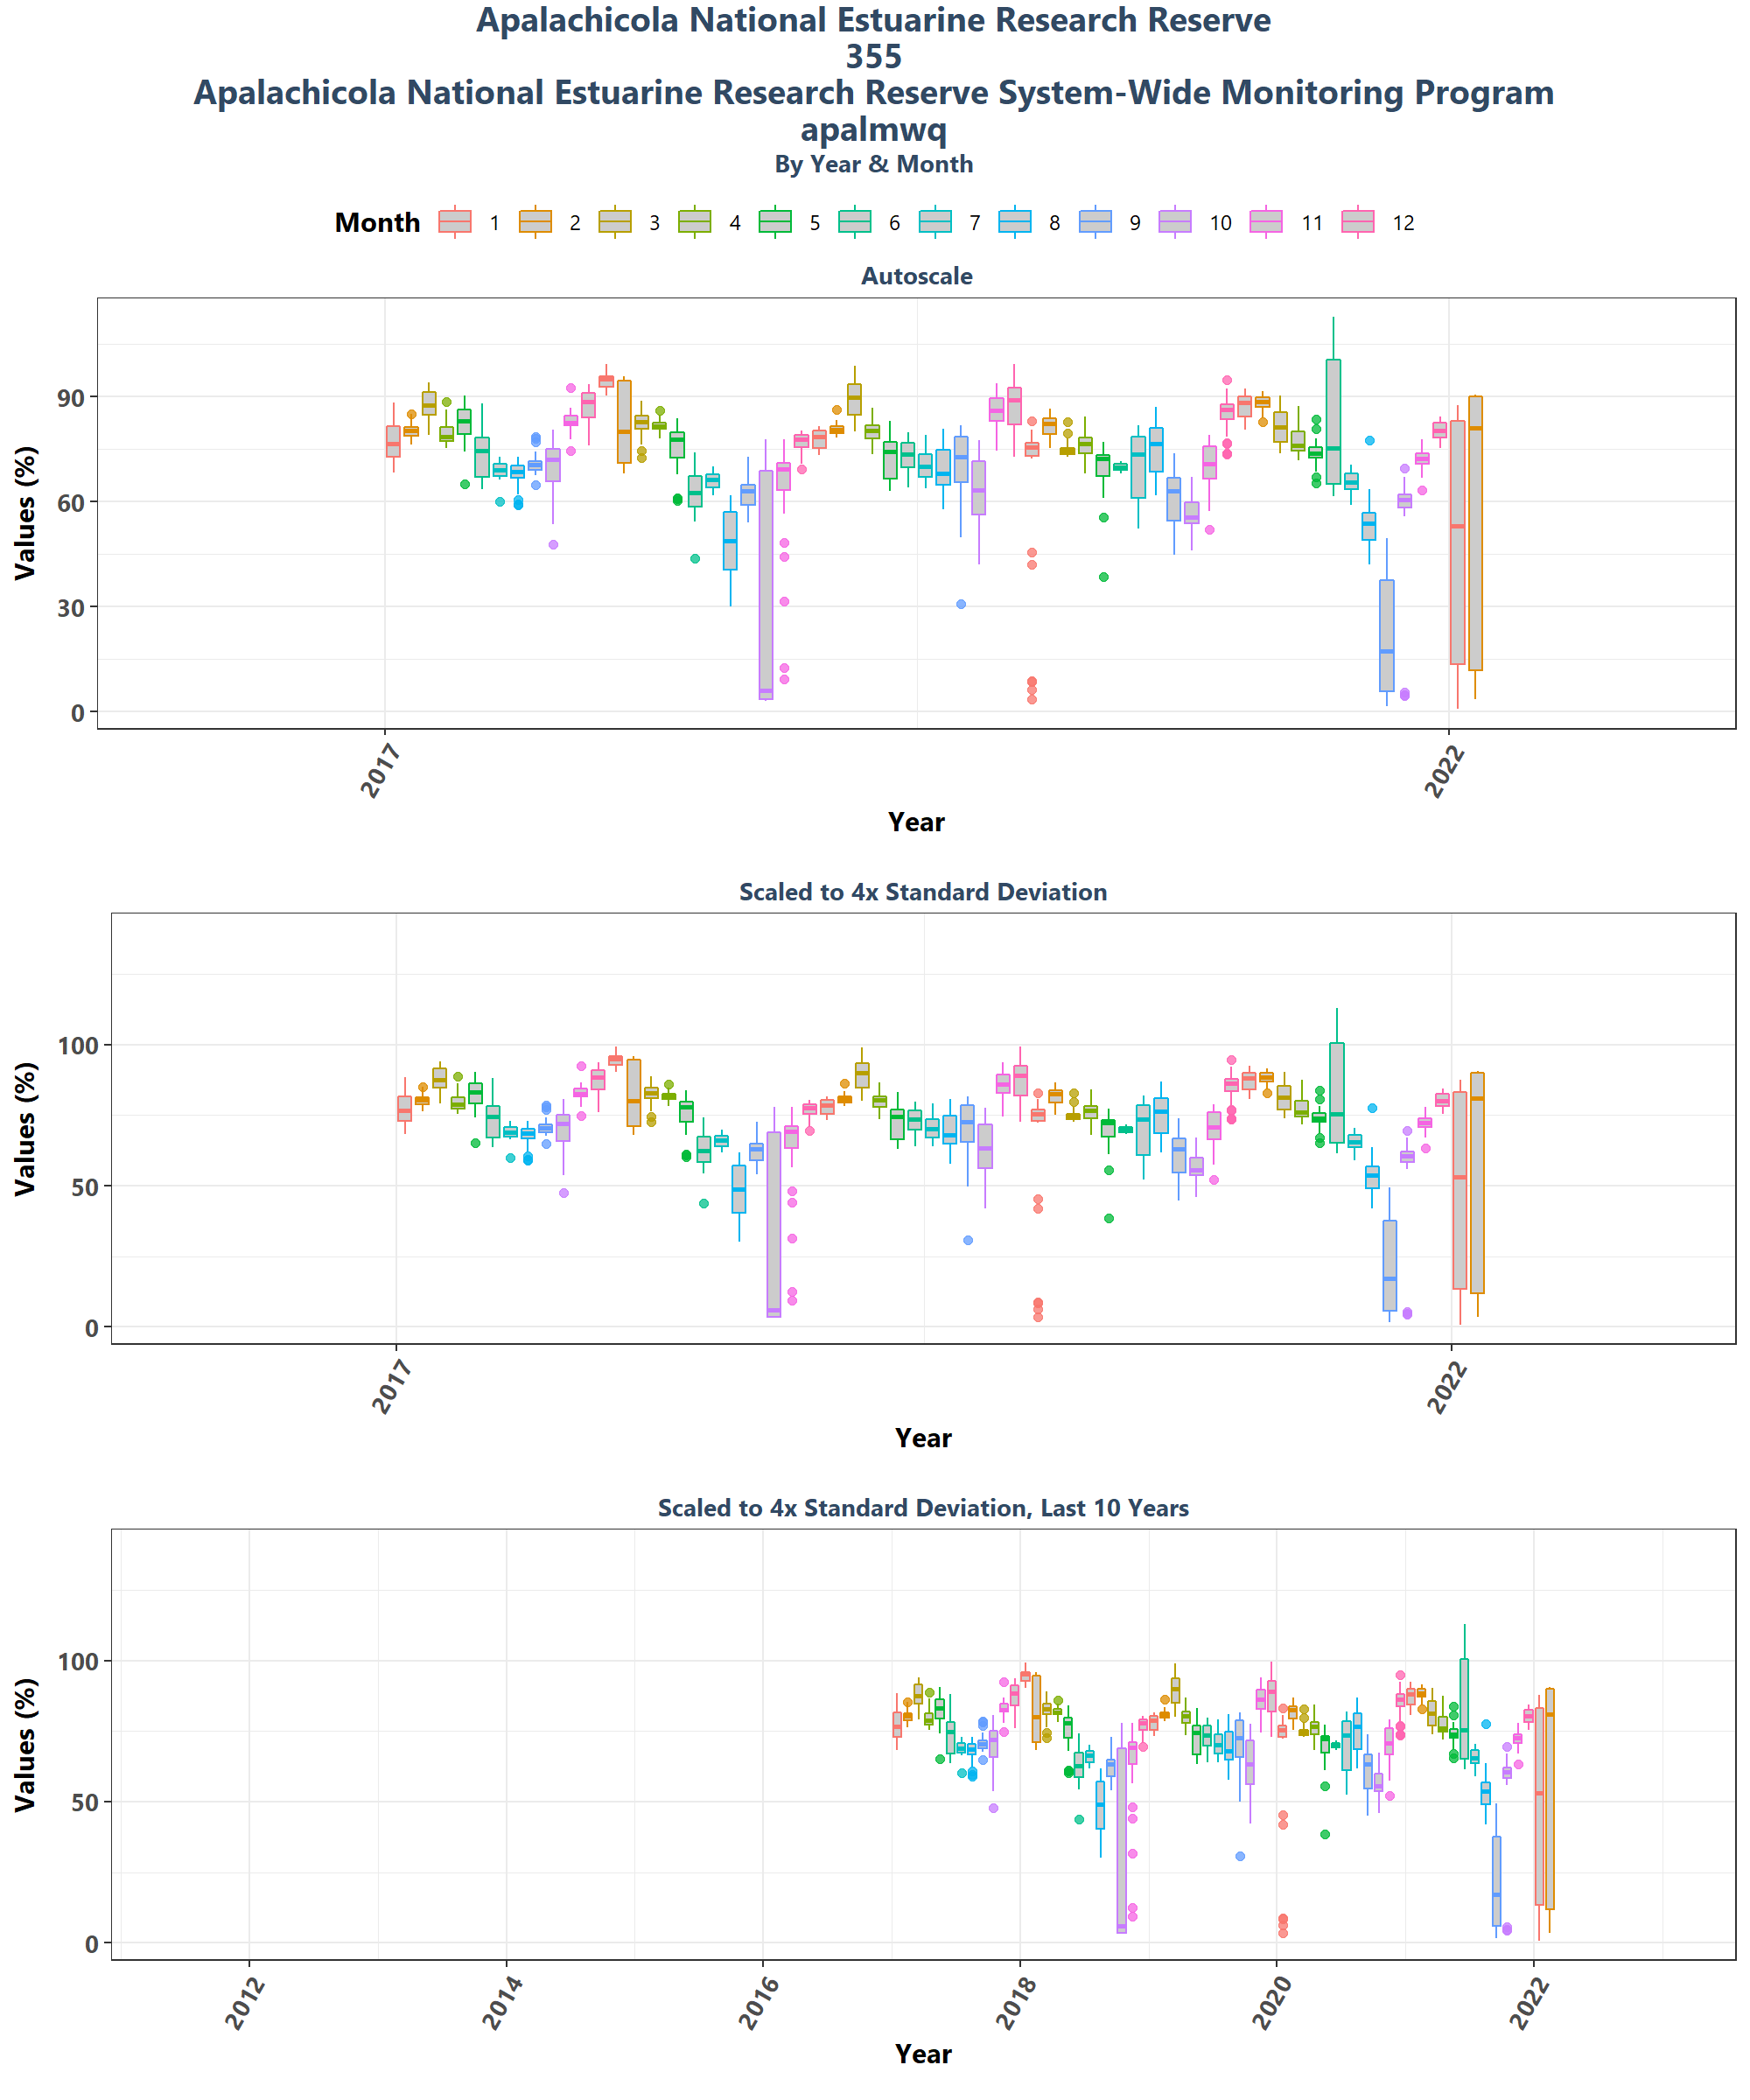 Apalachicola National Estuarine Research Reserve
355
Apalachicola National Estuarine Research Reserve System-Wide Monitoring Program
apalmwq
By Year & Month
Month 1 2 3 4 5 6 7 8 9 10 11 12
Autoscale
Values (%)
90
60
30
0
2017 2022
Year
Scaled to 4x Standard Deviation
Values (%)
100
50
0
2017 2022
Year
Scaled to 4x Standard Deviation, Last 10 Years
Values (%)
100
50
0
2012 2014 2016 2018 2020 2022
Year